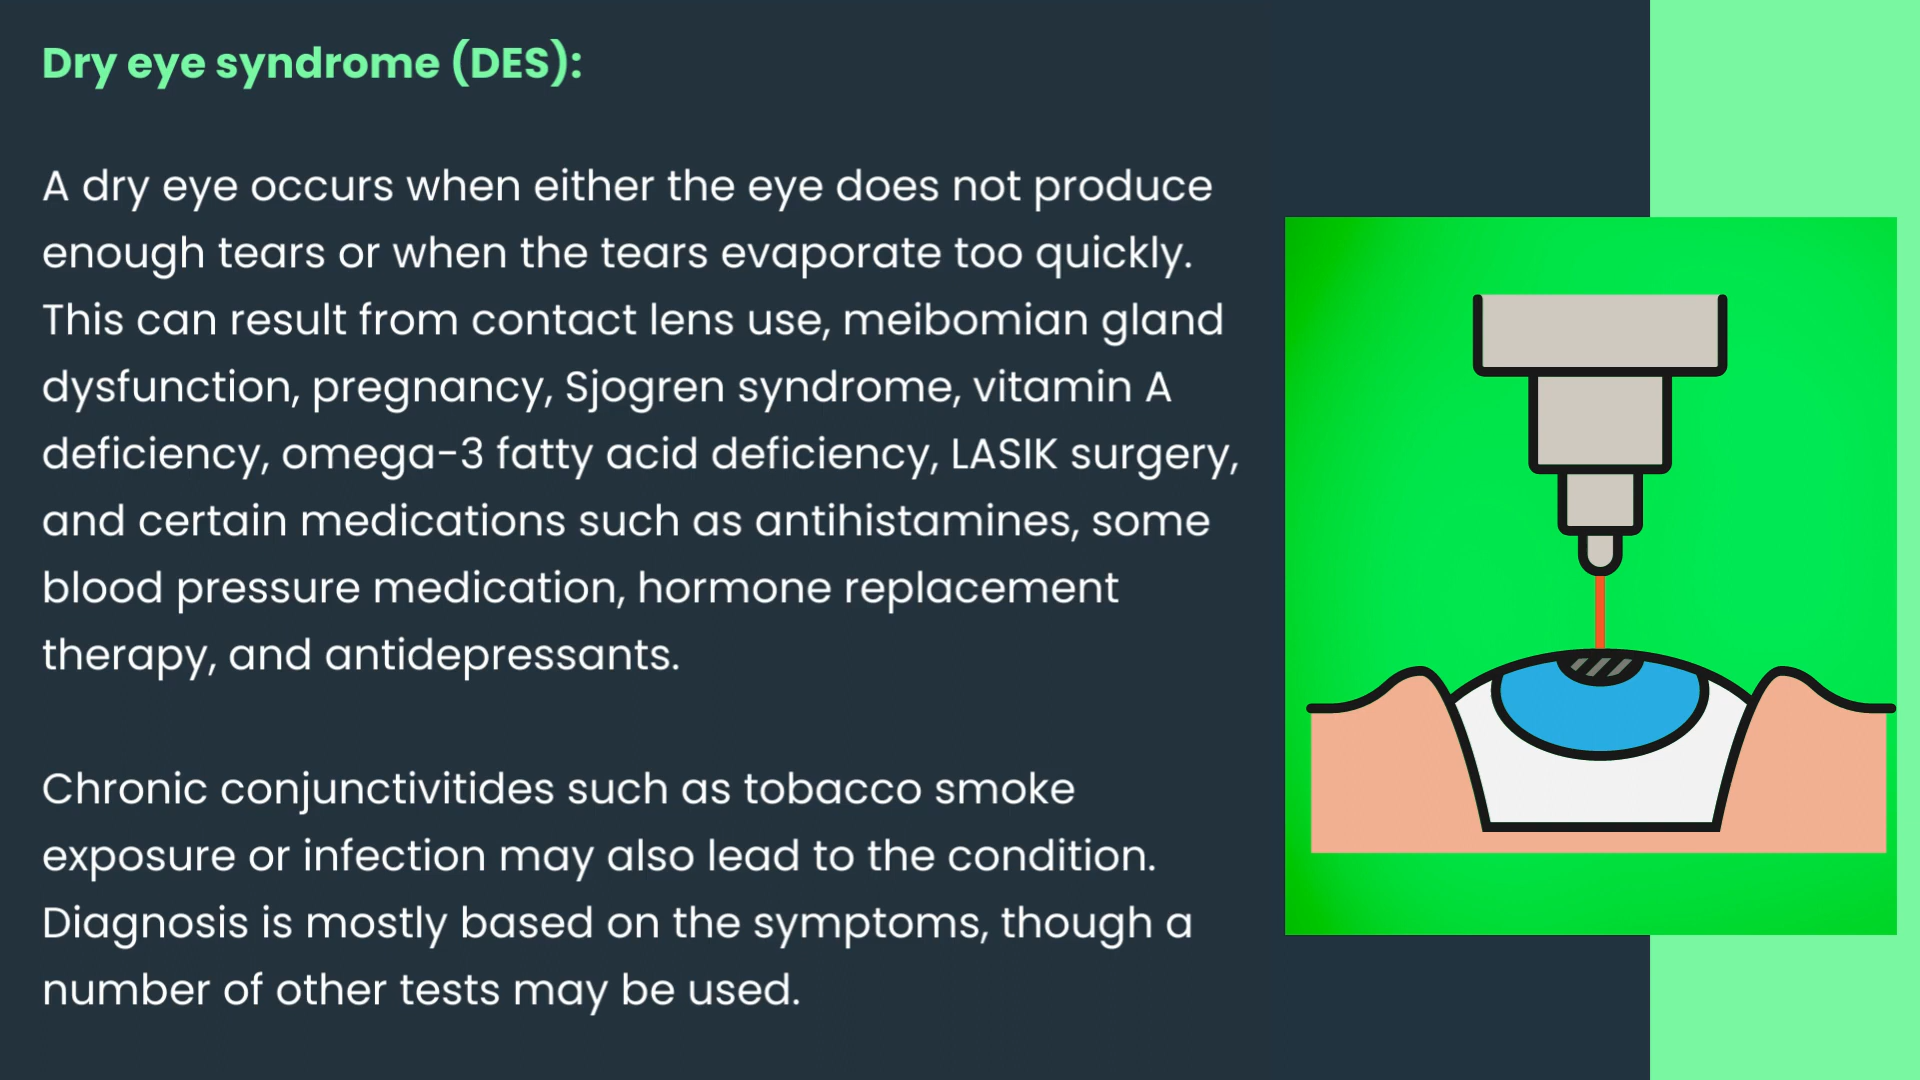 Dry eye syndrome (DES):
A dry eye occurs when either the eye does not produce
enough tears or when the tears evaporate too quickly.
This can result from contact lens use, meibomian gland
dysfunction, pregnancy, Sjogren syndrome, vitamin A
deficiency, omega-3 fatty acid deficiency, LASIK surgery,
and certain medications such as antihistamines, some
blood pressure medication, hormone replacement
therapy, and antidepressants.
Chronic conjunctivitides such as tobacco smoke
exposure or infection may also lead to the condition.
Diagnosis is mostly based on the symptoms, though a
number of other tests may be used.